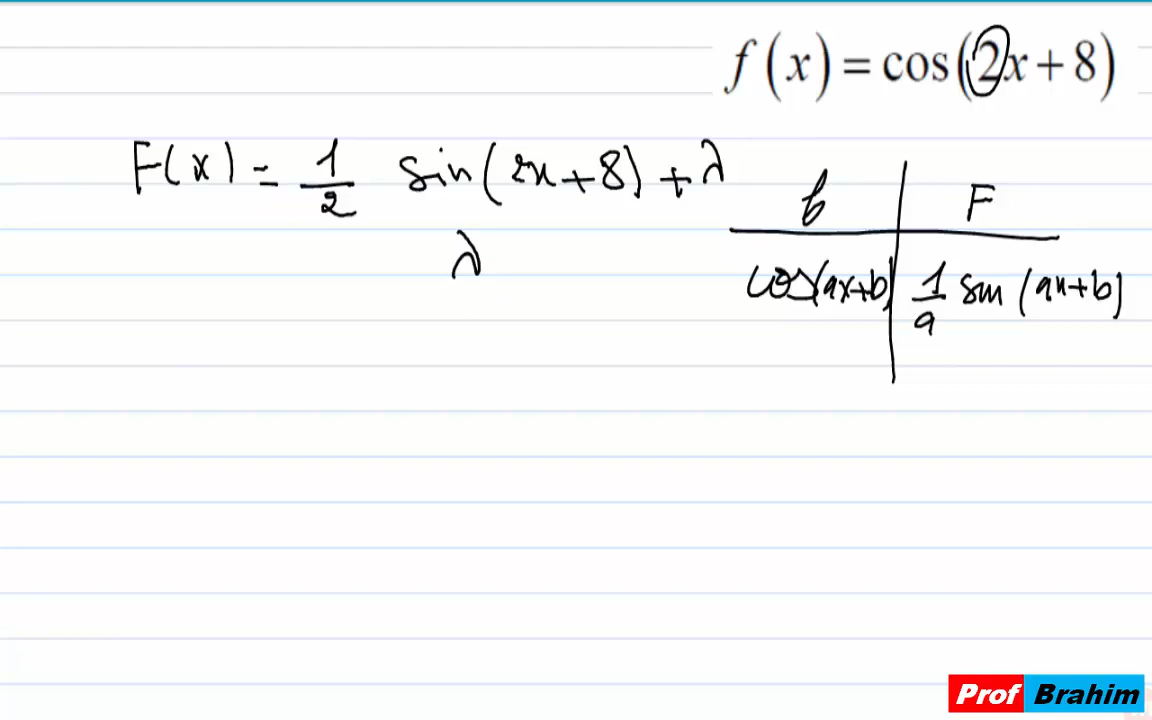 f(x) = cos(2x + 8)
F(x) = 1/2 sin(2x+8) + λ
λ
f | F
cos(ax+b) | 1/a sin(ax+b)
Prof Brahim